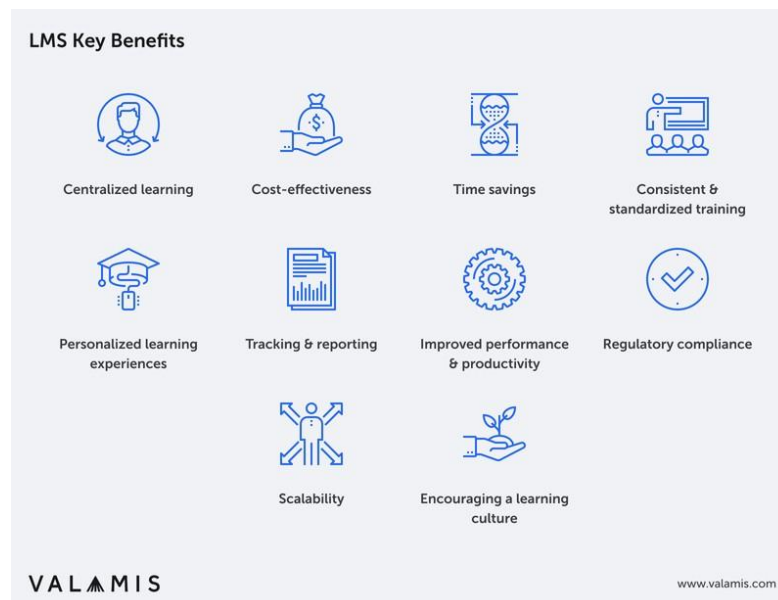 LMS Key Benefits
Centralized learning
Cost-effectiveness
Time savings
Consistent &
standardized training
Personalized learning
experiences
Tracking & reporting
Improved performance
& productivity
Regulatory compliance
Scalability
Encouraging a learning
culture
VALAMIS
www.valamis.com